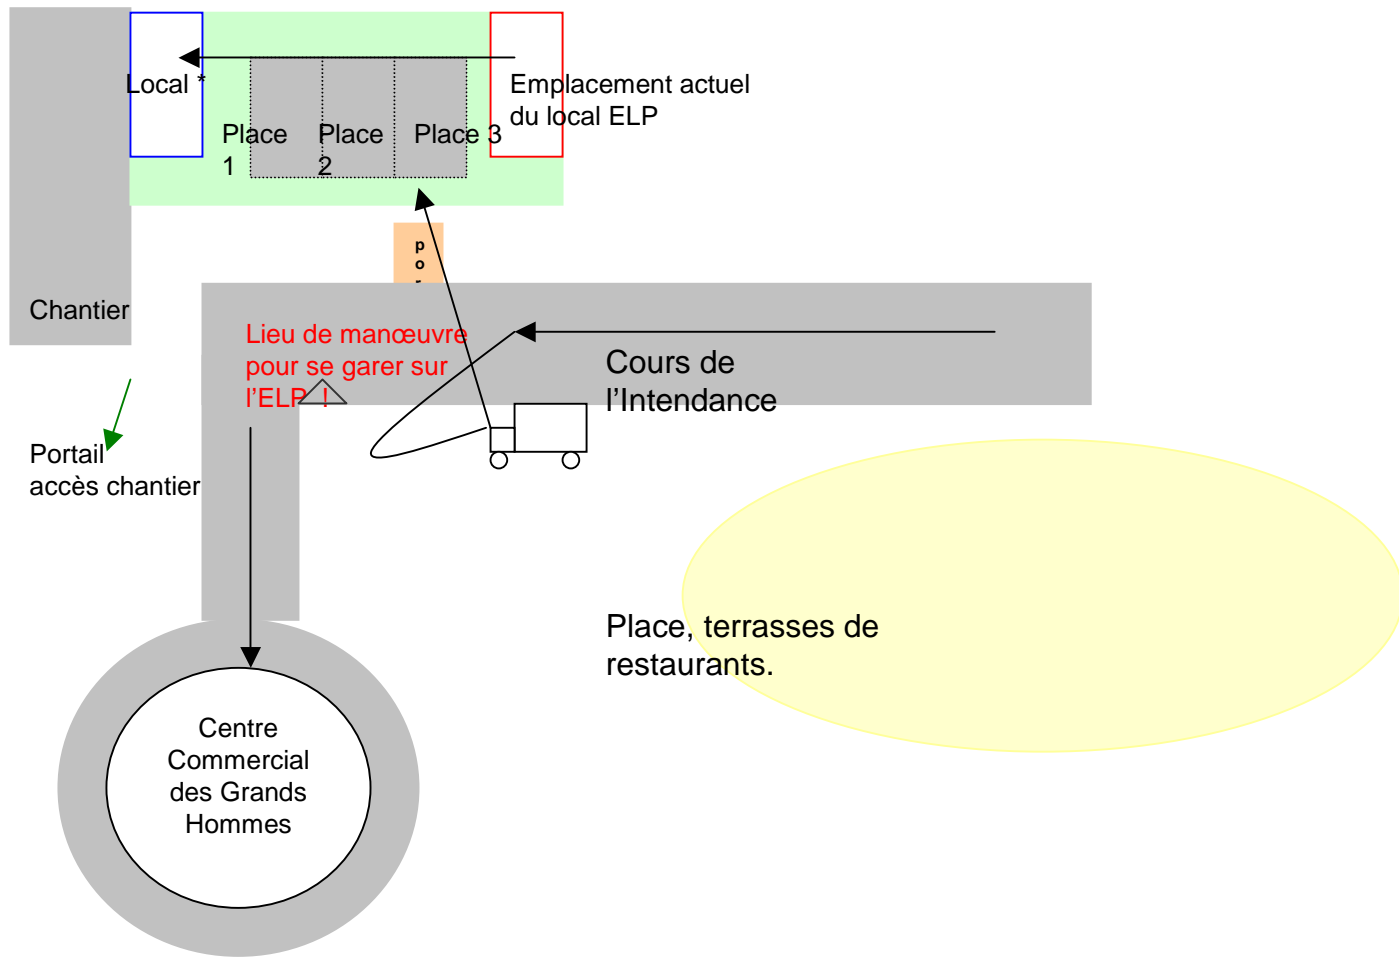 Local *
Emplacement actuel
du local ELP
Place
1
Place
2
Place 3
p
o
r
Chantier
Lieu de manœuvre
pour se garer sur
l'ELP !
Cours de
l'Intendance
Portail
accès chantier
Place, terrasses de
restaurants.
Centre
Commercial
des Grands
Hommes